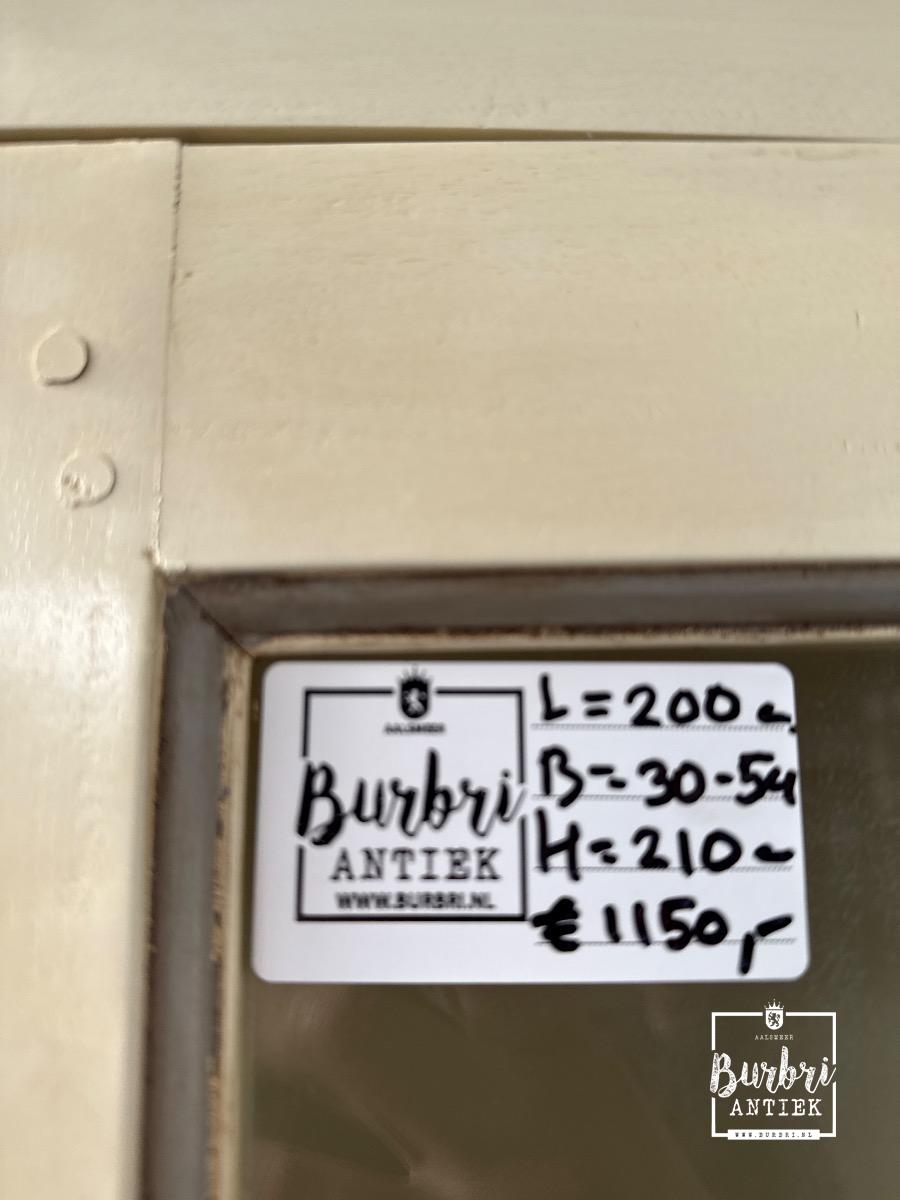 AALSMEER
Burbri
ANTIEK
WWW.BURBRI.NL
L = 200 c
B = 30-54
H = 210 c
€ 1150,-
AALSMEER
Burbri
ANTIEK
WWW.BURBRI.NL